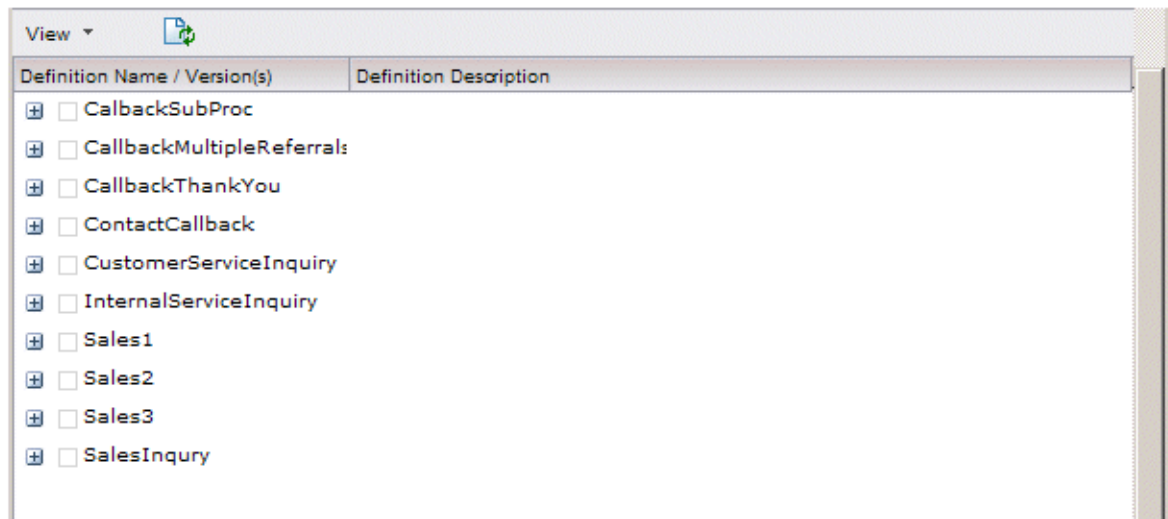 View
Definition Name / Version(s) Definition Description
CalbackSubProc
CallbackMultipleReferrals
CallbackThankYou
ContactCallback
CustomerServiceInquiry
InternalServiceInquiry
Sales1
Sales2
Sales3
SalesInqury